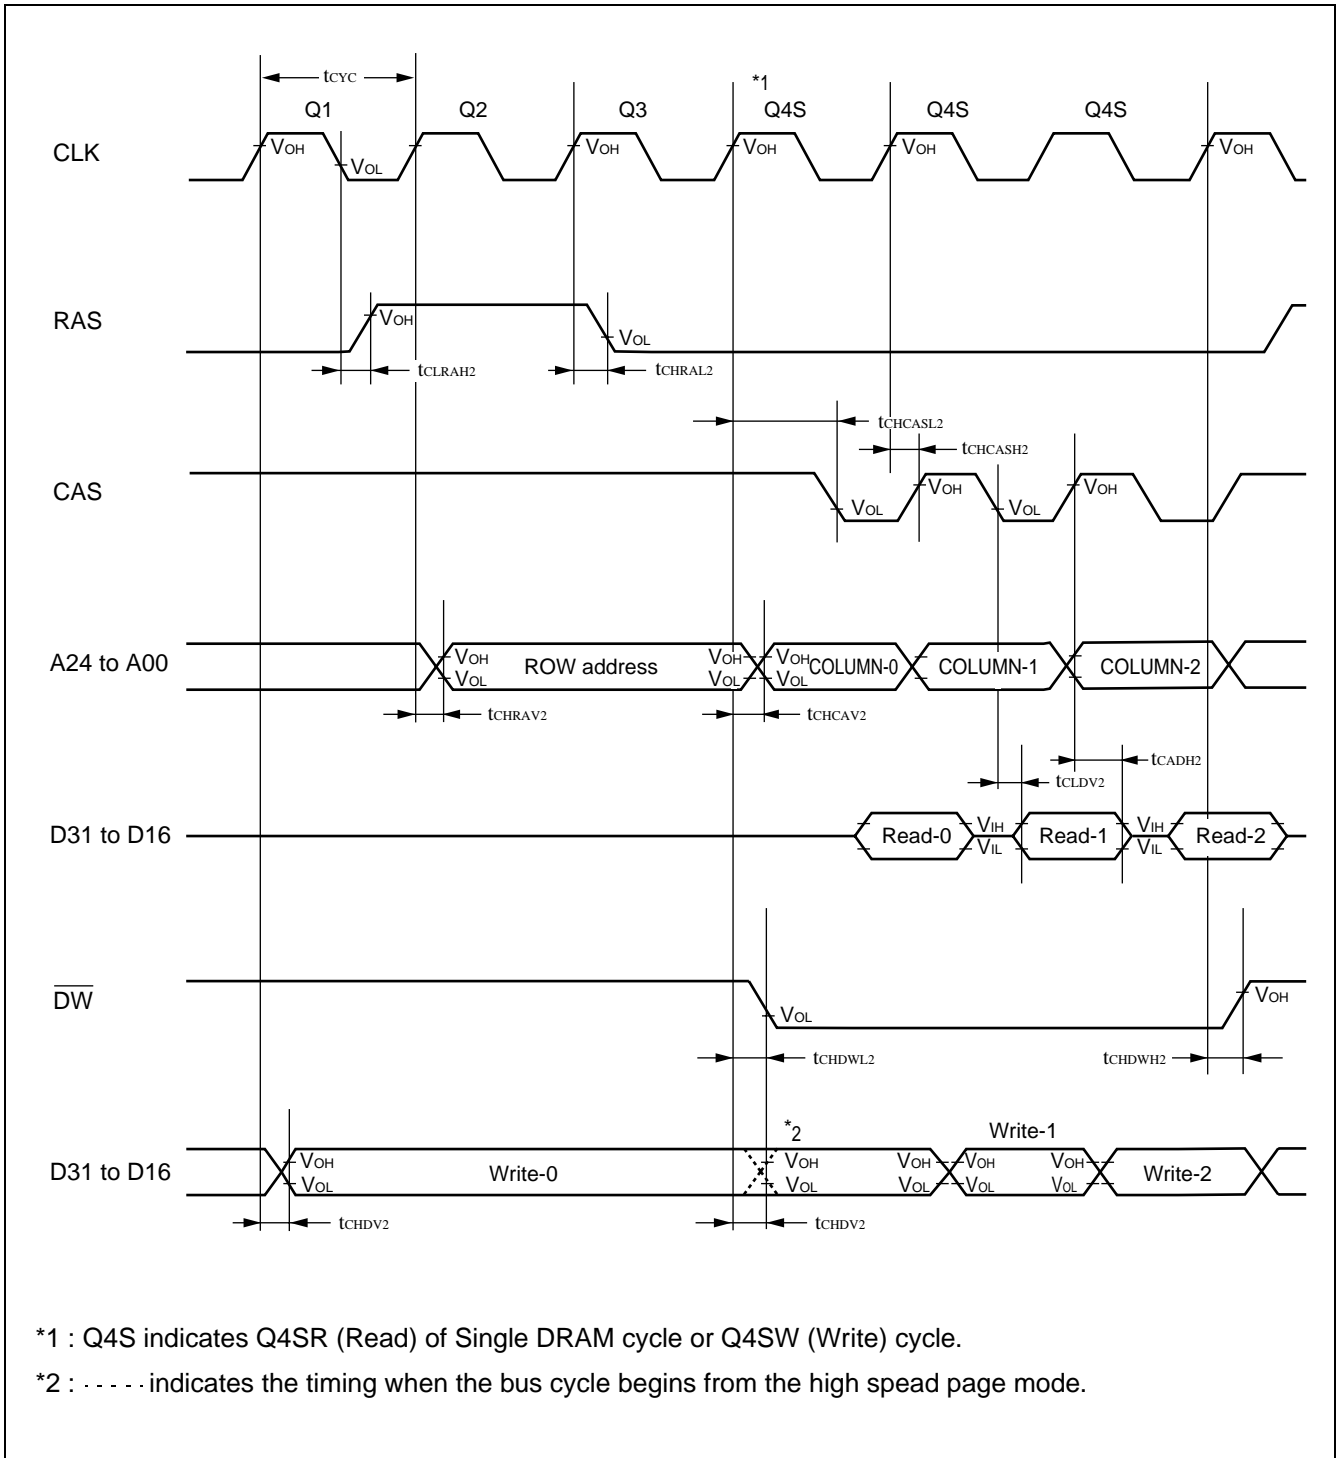 tCYC
*1
Q1 Q2 Q3 Q4S Q4S Q4S
CLK
VOH VOL VOH VOH VOH VOH
RAS
VOH VOL
tCLRAH2 tCHRAL2
tCHCASL2
tCHCASH2
CAS
VOL VOH VOL VOH
A24 to A00
VOH VOL ROW address VOH VOL VOH VOL COLUMN-0 COLUMN-1 COLUMN-2
tCHRAV2 tCHCAV2
tCADH2
tCLDV2
D31 to D16
Read-0 VIH VIL Read-1 VIH VIL Read-2
DW
VOL VOH
tCHDWL2 tCHDWH2
*2 Write-1
D31 to D16
VOH VOL Write-0 VOH VOL VOH VOL VOH VOL VOH VOL Write-2
tCHDV2 tCHDV2
*1 : Q4S indicates Q4SR (Read) of Single DRAM cycle or Q4SW (Write) cycle.
*2 : - - - - - indicates the timing when the bus cycle begins from the high spead page mode.